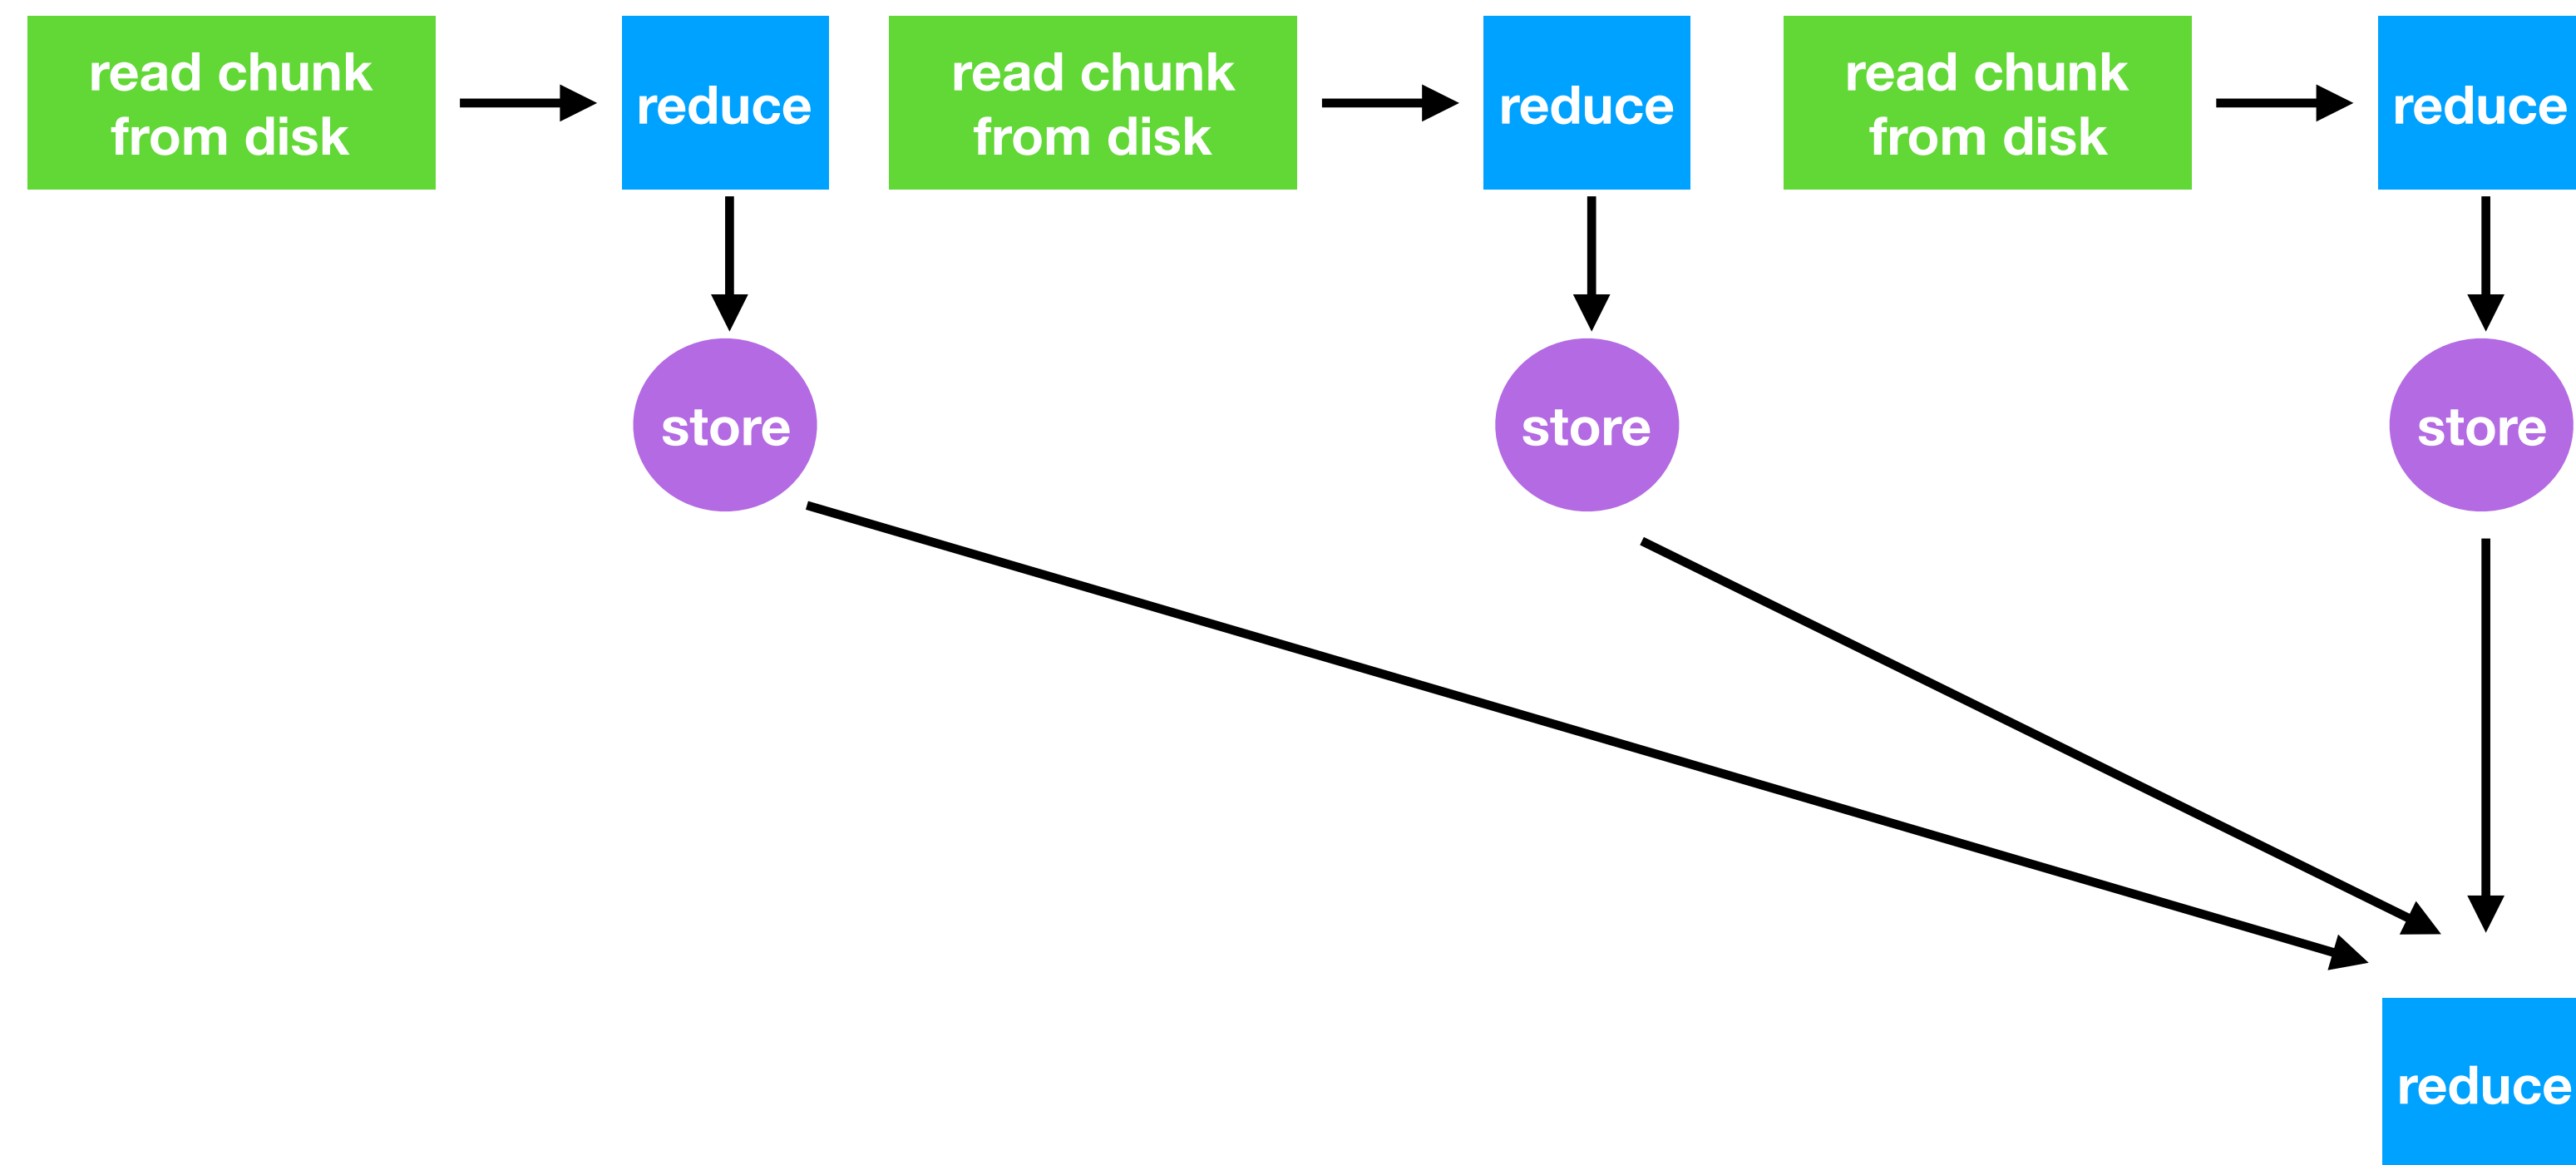 read chunk
from disk
reduce
read chunk
from disk
reduce
read chunk
from disk
reduce
store
store
store
reduce